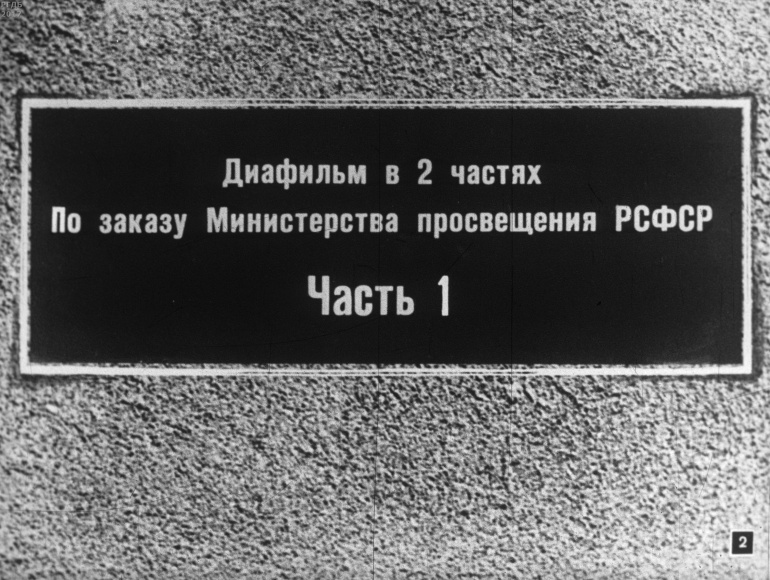 Диафильм в 2 частях
По заказу Министерства просвещения РСФСР
Часть 1
2